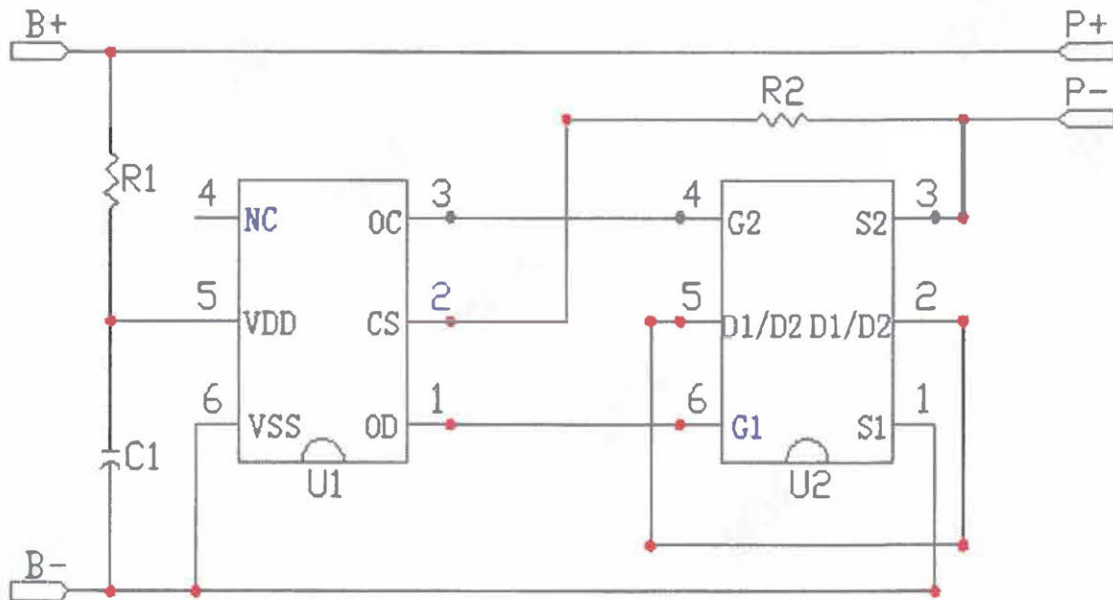 B+
P+
P-
R2
R1
4
NC
OC
3
4
G2
S2
3
5
VDD
CS
2
5
D1/D2
D1/D2
2
6
VSS
OD
1
6
G1
S1
1
C1
U1
U2
B-